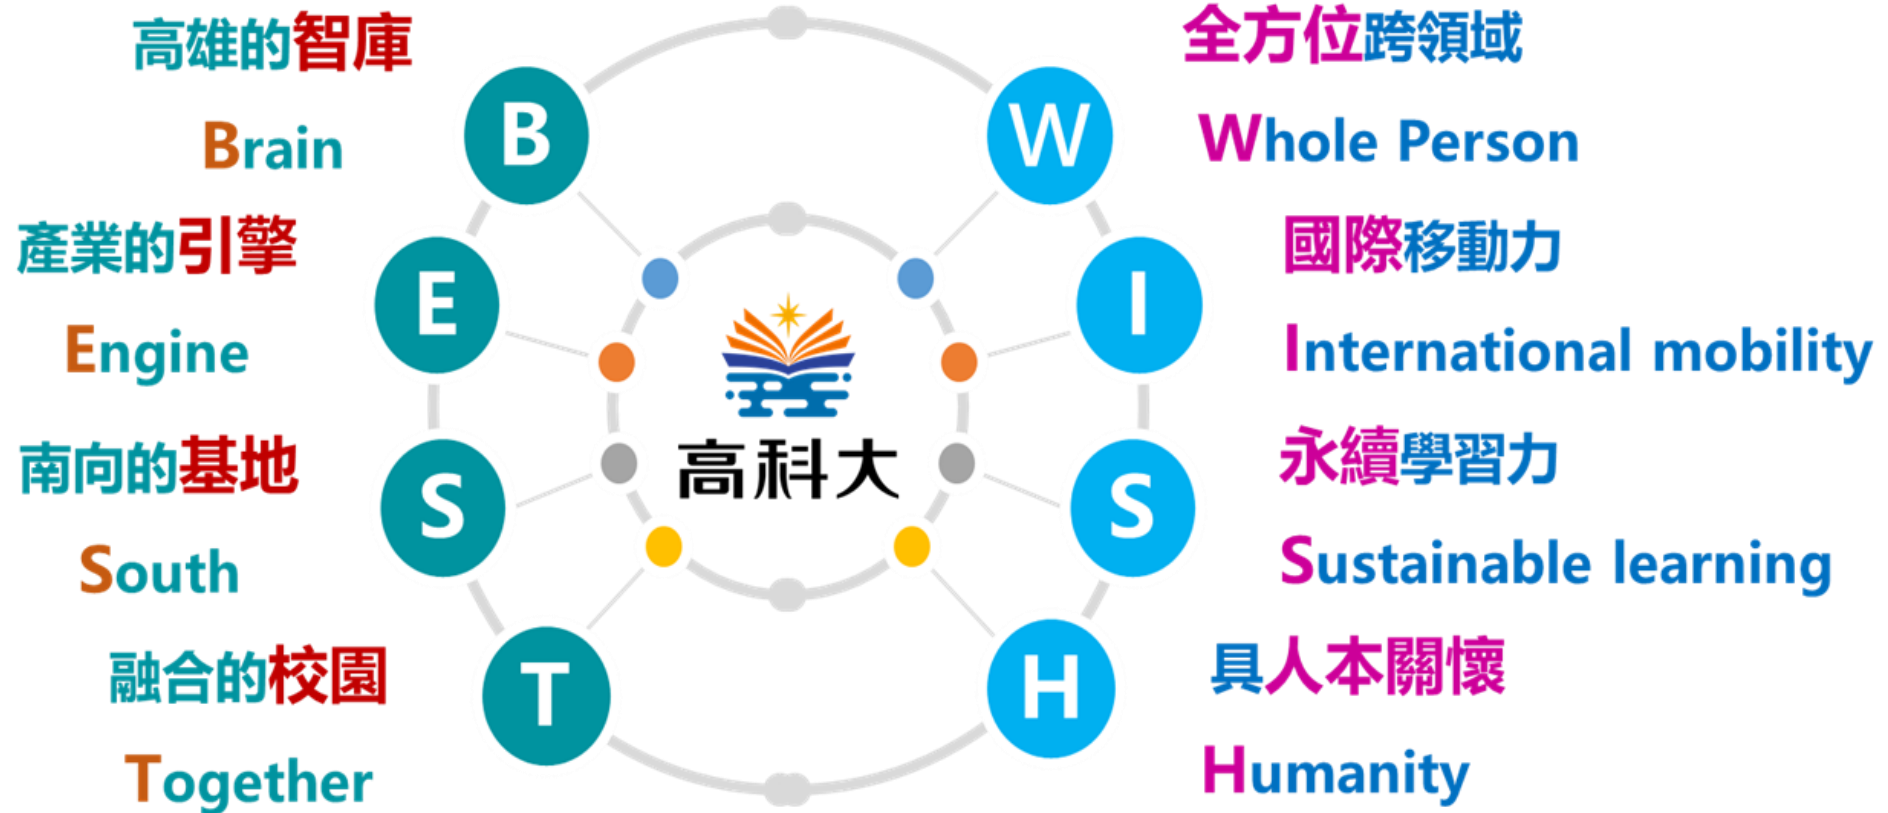 高雄的智庫
Brain
產業的引擎
Engine
南向的基地
South
融合的校園
Together
B
E
S
T
高科大
W
I
S
H
全方位跨領域
Whole Person
國際移動力
International mobility
永續學習力
Sustainable learning
具人本關懷
Humanity